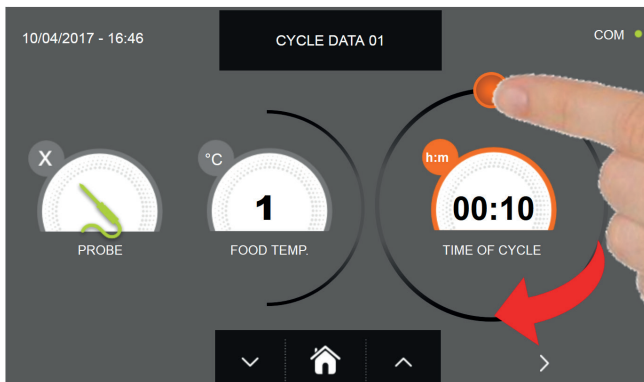 10/04/2017 - 16:46
CYCLE DATA 01
COM
X
°C
h:m
1
00:10
PROBE
FOOD TEMP.
TIME OF CYCLE